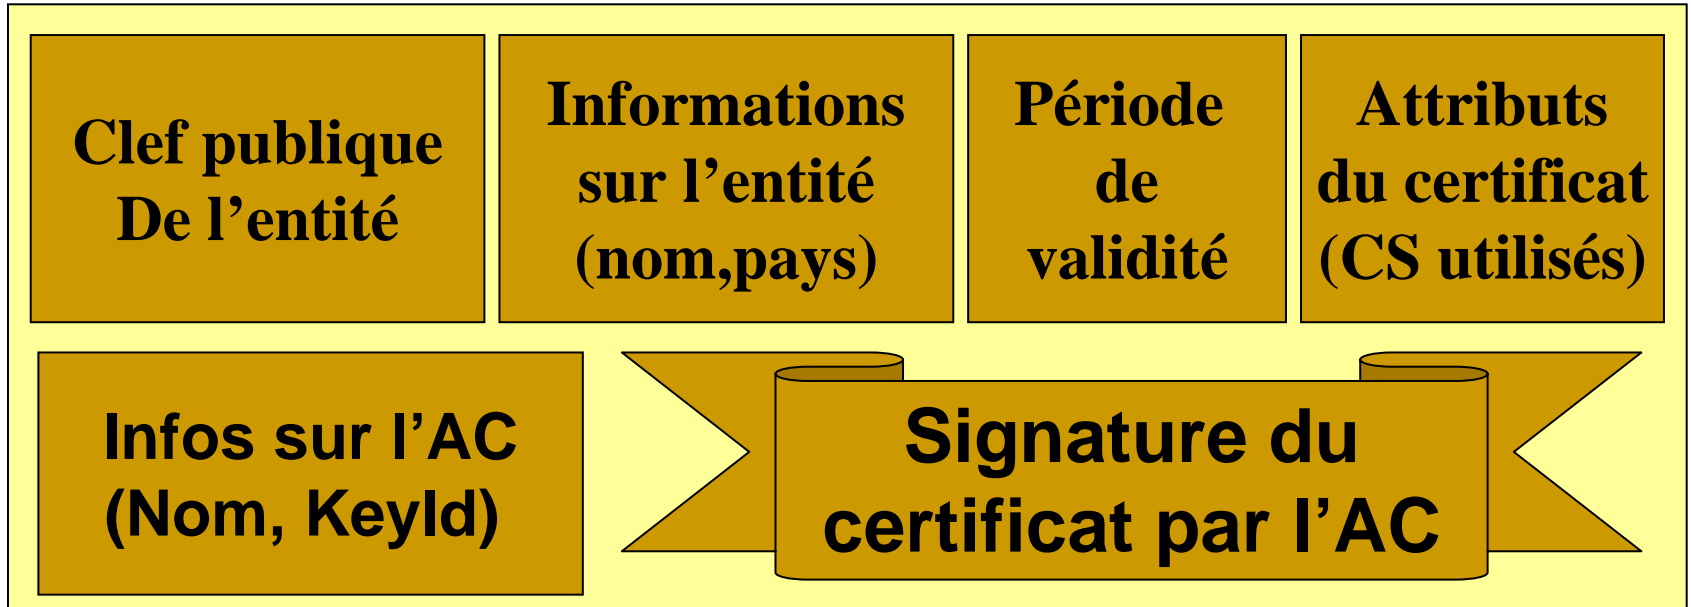 Clef publique
De l’entité
Informations
sur l’entité
(nom,pays)
Période
de
validité
Attributs
du certificat
(CS utilisés)
Infos sur l’AC
(Nom, KeyId)
Signature du
certificat par l’AC